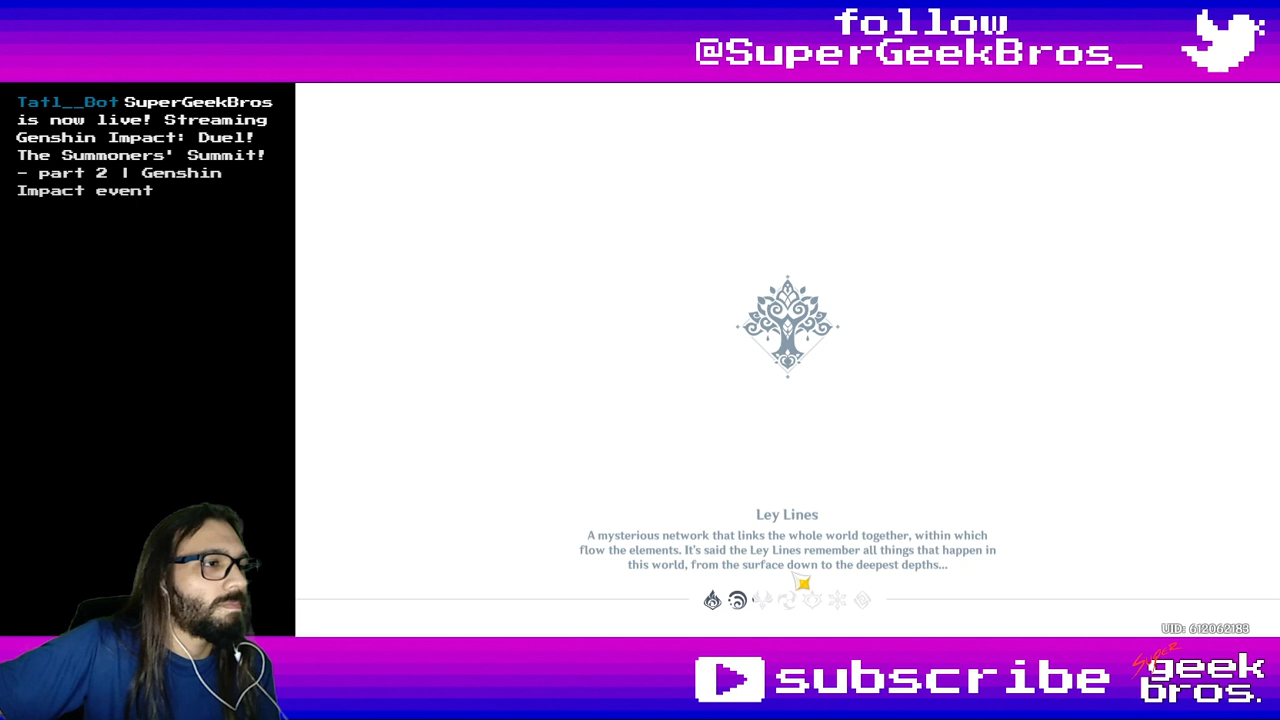 follow
@SuperGeekBros_
Tatl__Bot SuperGeekBros
is now live! Streaming
Genshin Impact: Duel!
The Summoners' Summit!
- part 2 | Genshin
Impact event
Ley Lines
A mysterious network that links the whole world together, within which
flow the elements. It's said the Ley Lines remember all things that happen in
this world, from the surface down to the deepest depths...
UID: 612062183
subscribe
SUPER
geek
bros.